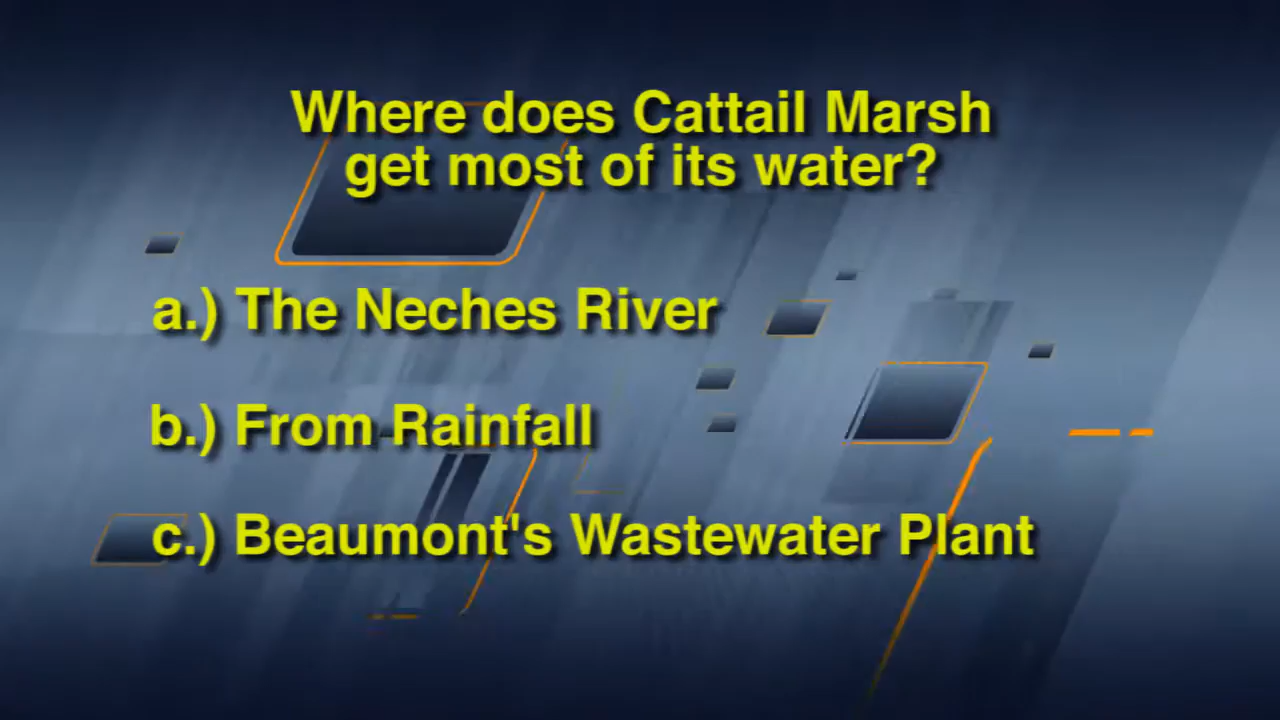 Where does Cattail Marsh
get most of its water?
a.) The Neches River
b.) From Rainfall
c.) Beaumont's Wastewater Plant